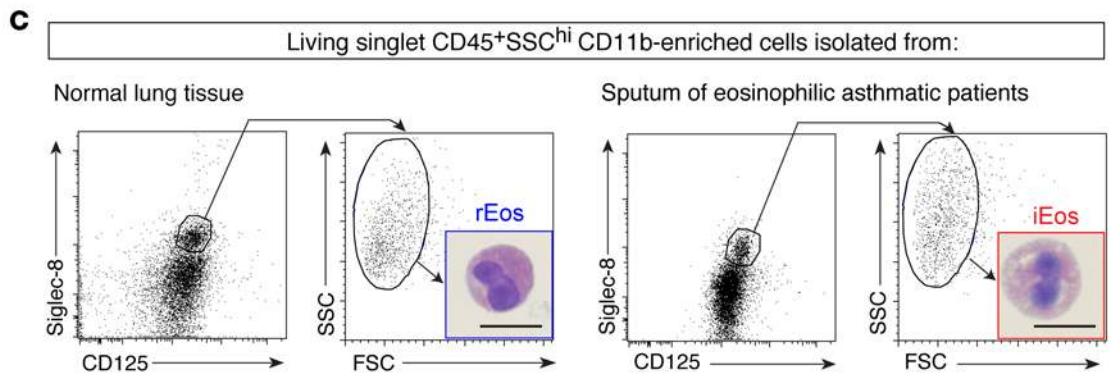 c
Living singlet CD45+SSChi CD11b-enriched cells isolated from:
Normal lung tissue
Sputum of eosinophilic asthmatic patients
Siglec-8
CD125
SSC
FSC
rEos
Siglec-8
CD125
SSC
FSC
iEos